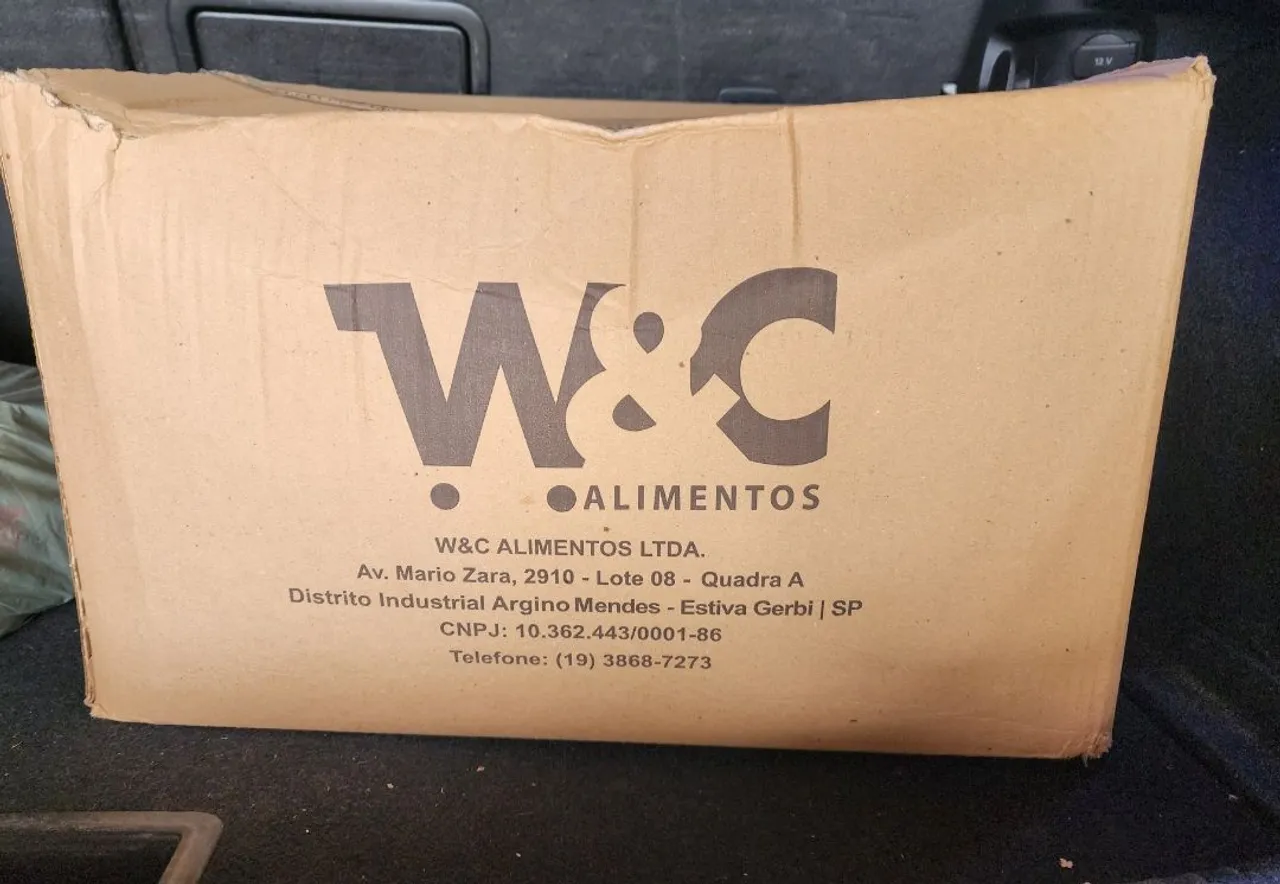 12 V
W&C
ALIMENTOS
W&C ALIMENTOS LTDA.
Av. Mario Zara, 2910 - Lote 08 - Quadra A
Distrito Industrial Argino Mendes - Estiva Gerbi | SP
CNPJ: 10.362.443/0001-86
Telefone: (19) 3868-7273